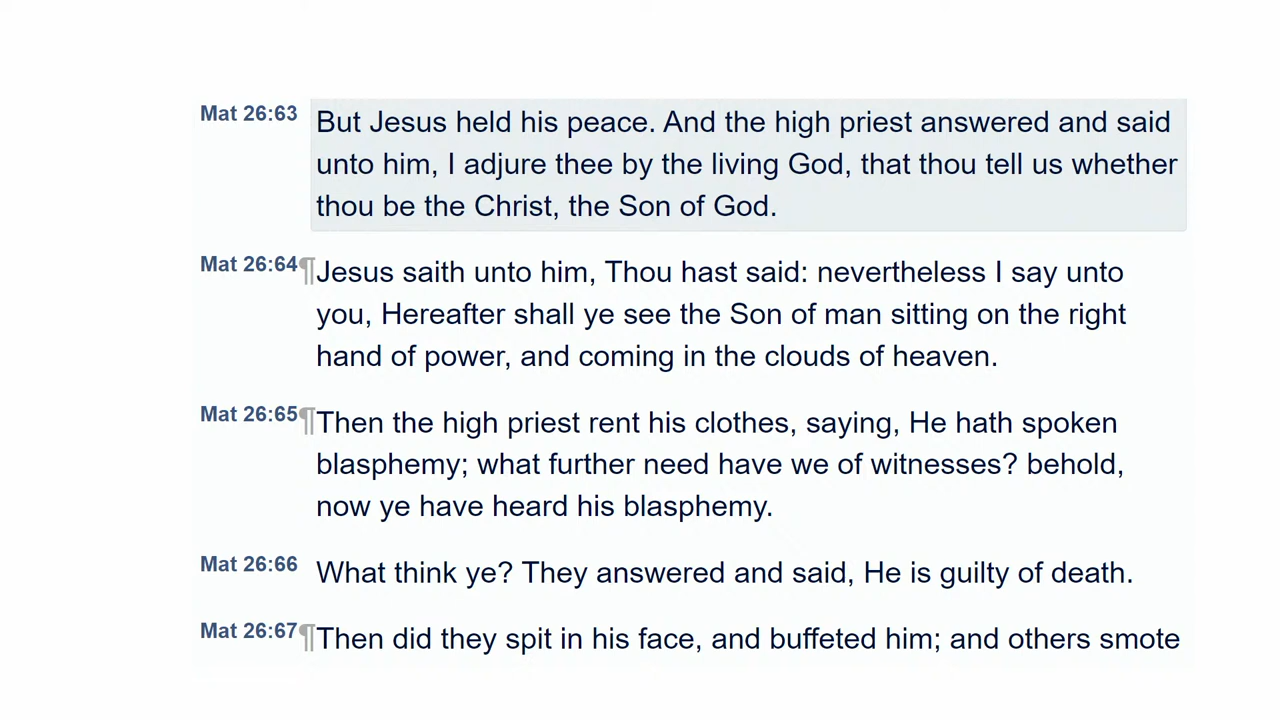 Mat 26:63 But Jesus held his peace. And the high priest answered and said
unto him, I adjure thee by the living God, that thou tell us whether
thou be the Christ, the Son of God.
Mat 26:64 ¶Jesus saith unto him, Thou hast said: nevertheless I say unto
you, Hereafter shall ye see the Son of man sitting on the right
hand of power, and coming in the clouds of heaven.
Mat 26:65 ¶Then the high priest rent his clothes, saying, He hath spoken
blasphemy; what further need have we of witnesses? behold,
now ye have heard his blasphemy.
Mat 26:66 What think ye? They answered and said, He is guilty of death.
Mat 26:67 ¶Then did they spit in his face, and buffeted him; and others smote